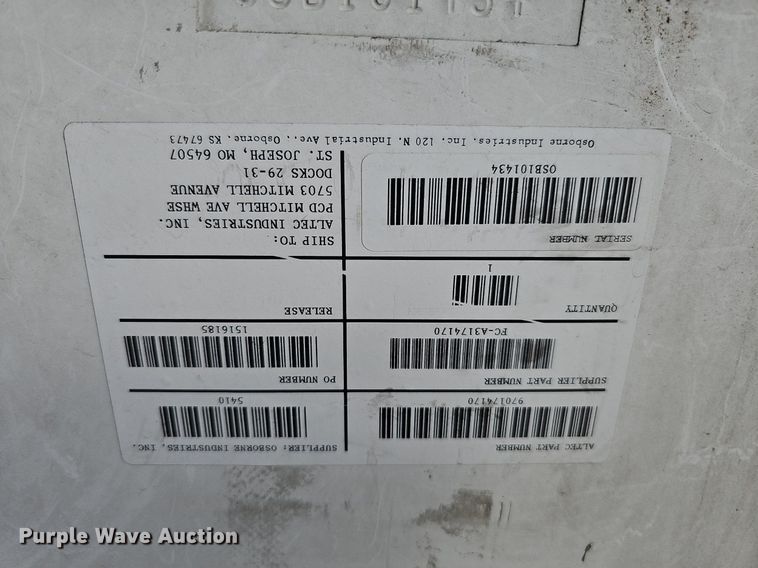 ALTEC PART NUMBER
970174170
SUPPLIER: OSBORNE INDUSTRIES, INC.
5410
SUPPLIER PART NUMBER
FC-A3174170
PO NUMBER
1516185
QUANTITY
1
RELEASE
SERIAL NUMBER
OSB101434
SHIP TO:
ALTEC INDUSTRIES, INC.
PCD MITCHELL AVE WHSE
5703 MITCHELL AVENUE
DOCKS 29-31
ST. JOSEPH, MO 64507
Osborne Industries, Inc. 120 N. Industrial Ave., Osborne, KS 67473
OSB101434
Purple Wave Auction